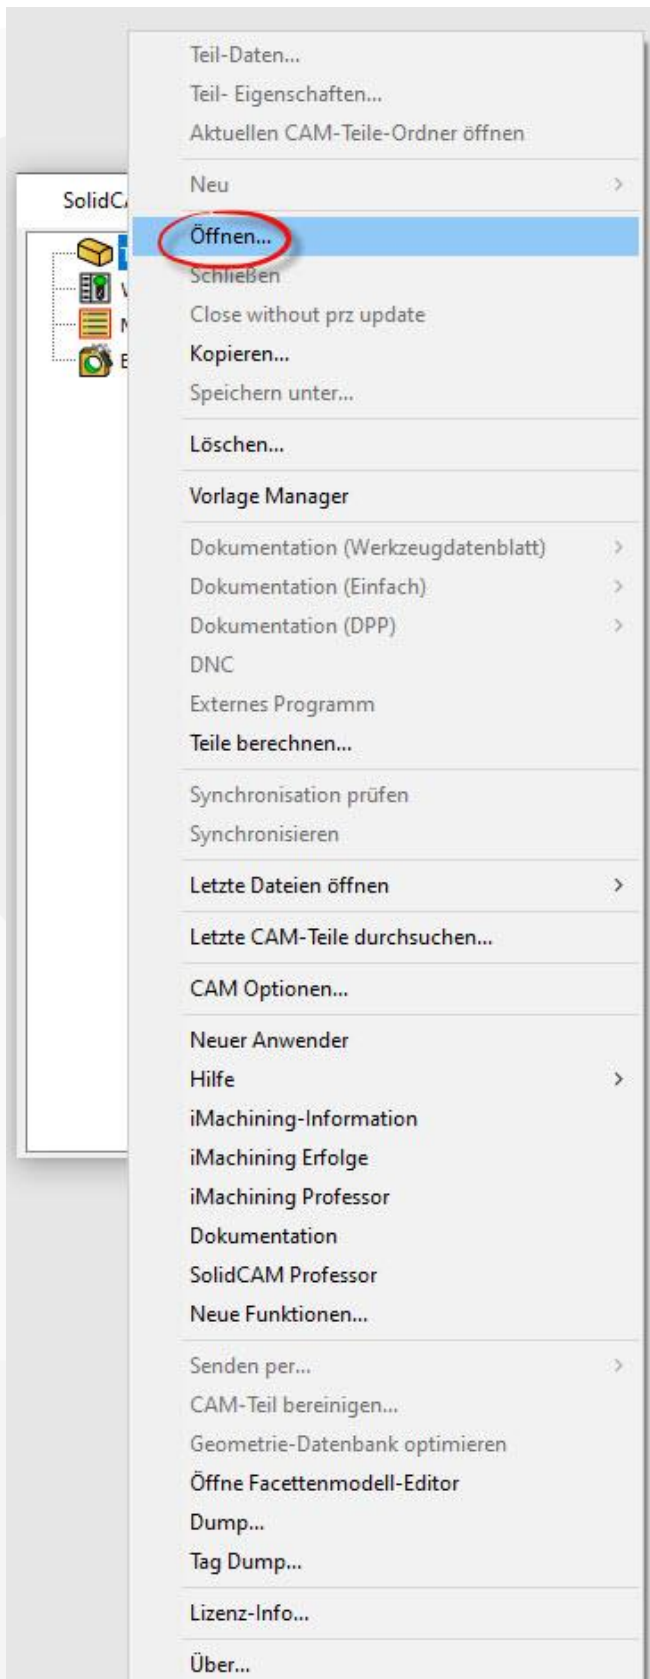 Teil-Daten...
Teil- Eigenschaften...
Aktuellen CAM-Teile-Ordner öffnen
Neu
SolidC
Öffnen...
Schließen
Close without prz update
Kopieren...
Speichern unter...
Löschen...
Vorlage Manager
Dokumentation (Werkzeugdatenblatt)
Dokumentation (Einfach)
Dokumentation (DPP)
DNC
Externes Programm
Teile berechnen...
Synchronisation prüfen
Synchronisieren
Letzte Dateien öffnen
Letzte CAM-Teile durchsuchen...
CAM Optionen...
Neuer Anwender
Hilfe
iMachining-Information
iMachining Erfolge
iMachining Professor
Dokumentation
SolidCAM Professor
Neue Funktionen...
Senden per...
CAM-Teil bereinigen...
Geometrie-Datenbank optimieren
Öffne Facettenmodell-Editor
Dump...
Tag Dump...
Lizenz-Info...
Über...